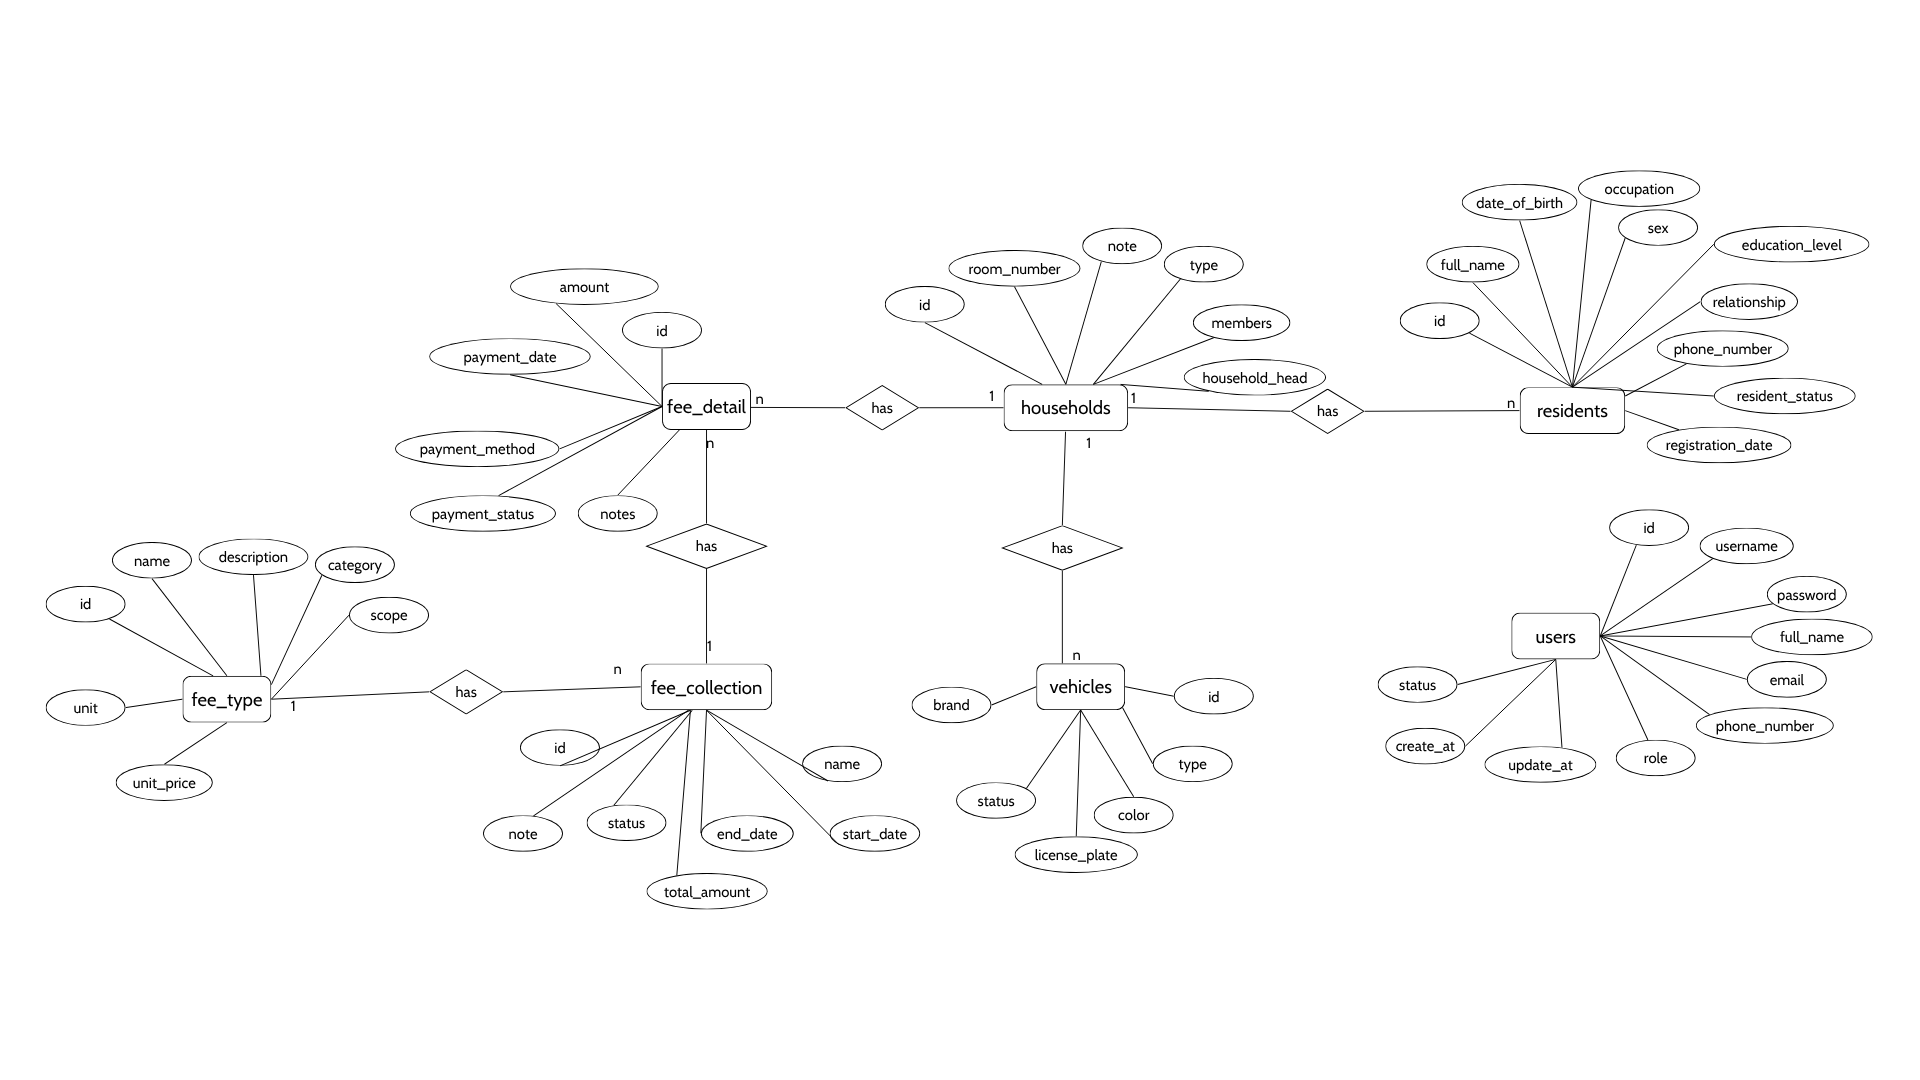 occupation
date_of_birth
sex
note
education_level
type
full_name
room_number
amount
relationship
id
id
members
id
phone_number
payment_date
household_head
resident_status
fee_detail
n
has
1
households
1
has
n
residents
n
1
registration_date
payment_method
payment_status
notes
id
has
has
username
name
description
category
password
id
scope
users
full_name
1
n
n
email
status
fee_type
1
has
fee_collection
vehicles
id
brand
unit
phone_number
id
name
type
create_at
update_at
role
unit_price
status
color
note
status
end_date
start_date
license_plate
total_amount